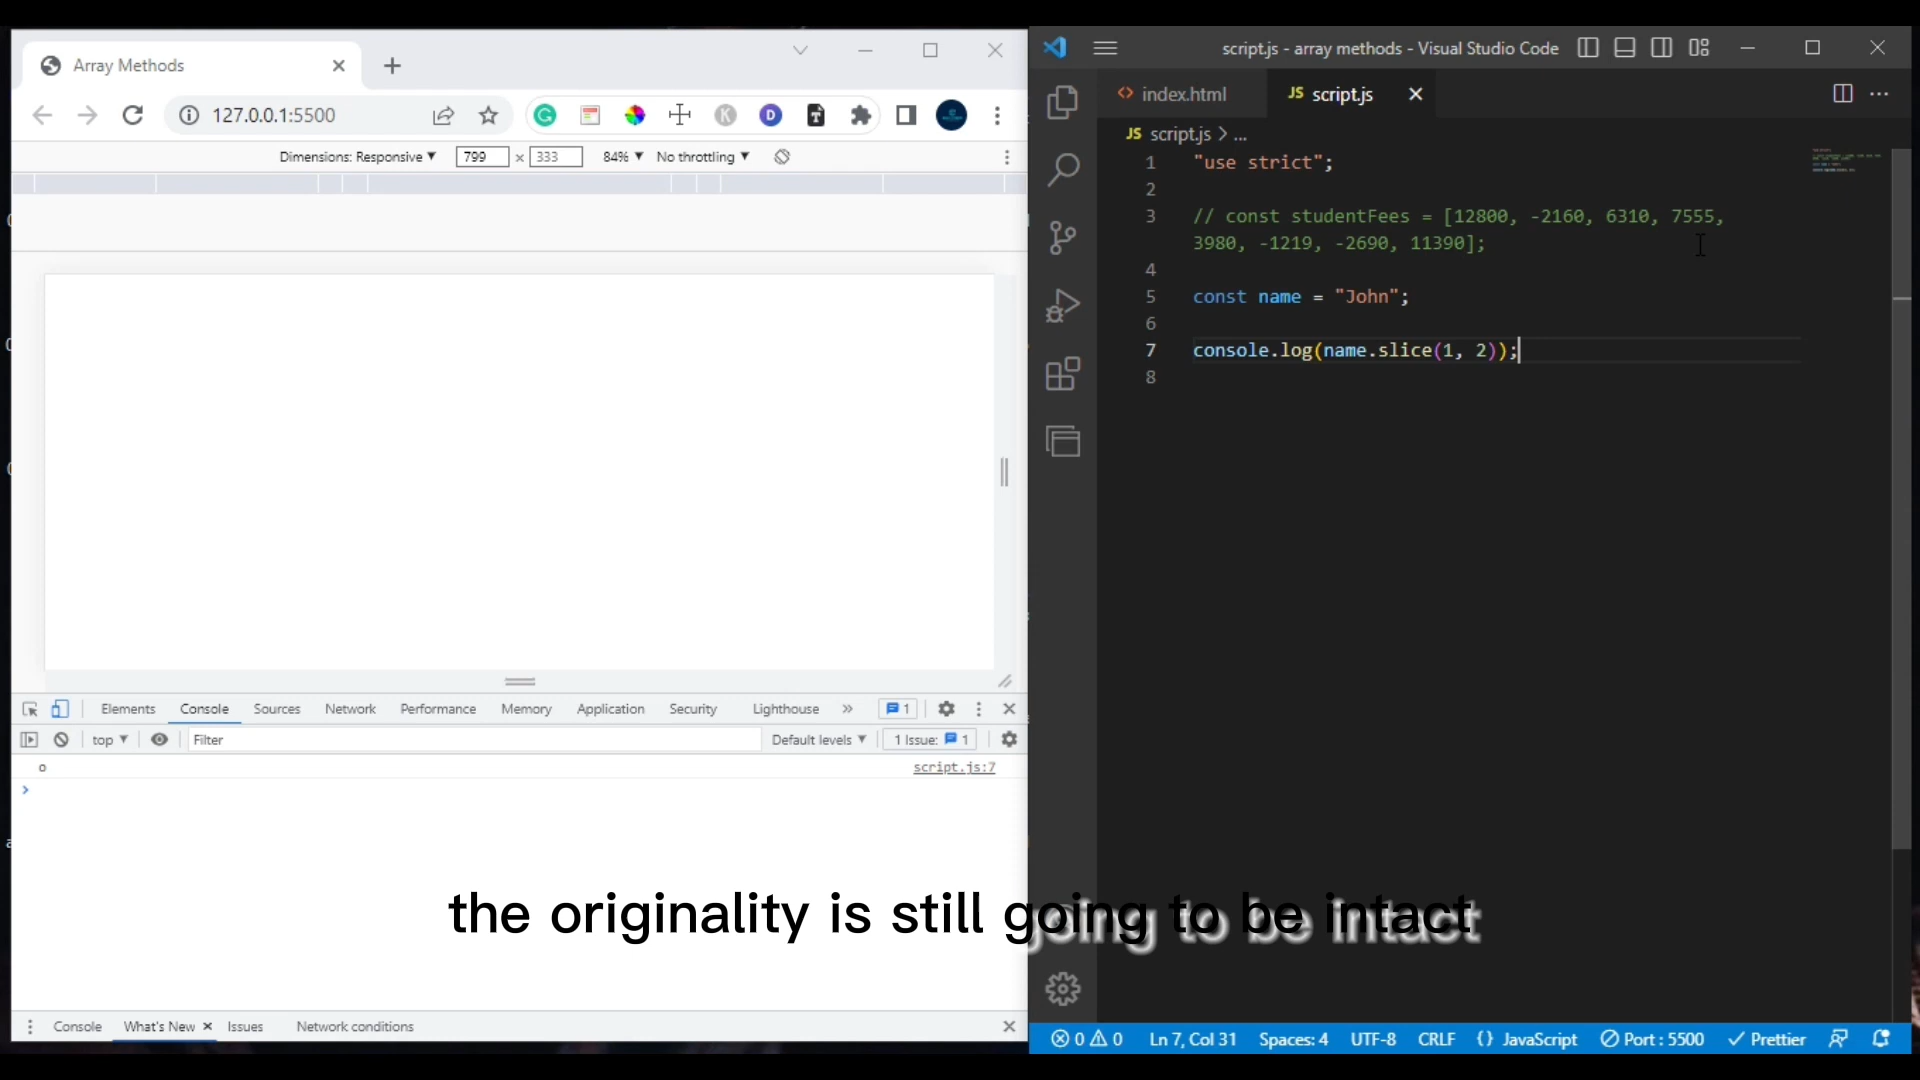 Array Methods
127.0.0.1:5500
Dimensions: Responsive 799 x 333 84% No throttling
Elements Console Sources Network Performance Memory Application Security Lighthouse 1
top Filter Default levels 1 Issue: 1
o script.js:7
Console What's New Issues Network conditions
script.js - array methods - Visual Studio Code
index.html JS script.js
JS script.js > ...
1 "use strict";
2
3 // const studentFees = [12800, -2160, 6310, 7555,
3980, -1219, -2690, 11390];
4
5 const name = "John";
6
7 console.log(name.slice(1, 2));
8
the originality is still going to be intact
0 0 Ln 7, Col 31 Spaces: 4 UTF-8 CRLF {} JavaScript Port : 5500 Prettier